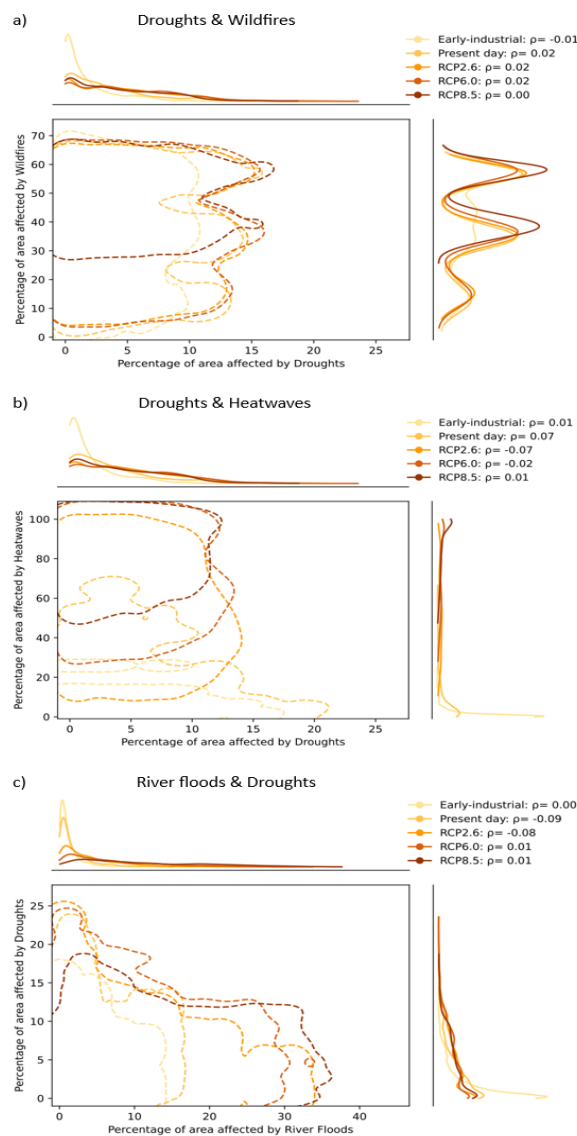 a) Droughts & Wildfires
Early-industrial: ρ= -0.01
Present day: ρ= 0.02
RCP2.6: ρ= 0.02
RCP6.0: ρ= 0.02
RCP8.5: ρ= 0.00
Percentage of area affected by Wildfires
70
60
50
40
30
20
10
0
0 5 10 15 20 25
Percentage of area affected by Droughts
b) Droughts & Heatwaves
Early-industrial: ρ= 0.01
Present day: ρ= 0.07
RCP2.6: ρ= -0.07
RCP6.0: ρ= -0.02
RCP8.5: ρ= 0.01
Percentage of area affected by Heatwaves
100
80
60
40
20
0
0 5 10 15 20 25
Percentage of area affected by Droughts
c) River floods & Droughts
Early-industrial: ρ= 0.00
Present day: ρ= -0.09
RCP2.6: ρ= -0.08
RCP6.0: ρ= 0.01
RCP8.5: ρ= 0.01
Percentage of area affected by Droughts
25
20
15
10
5
0
0 10 20 30 40
Percentage of area affected by River Floods